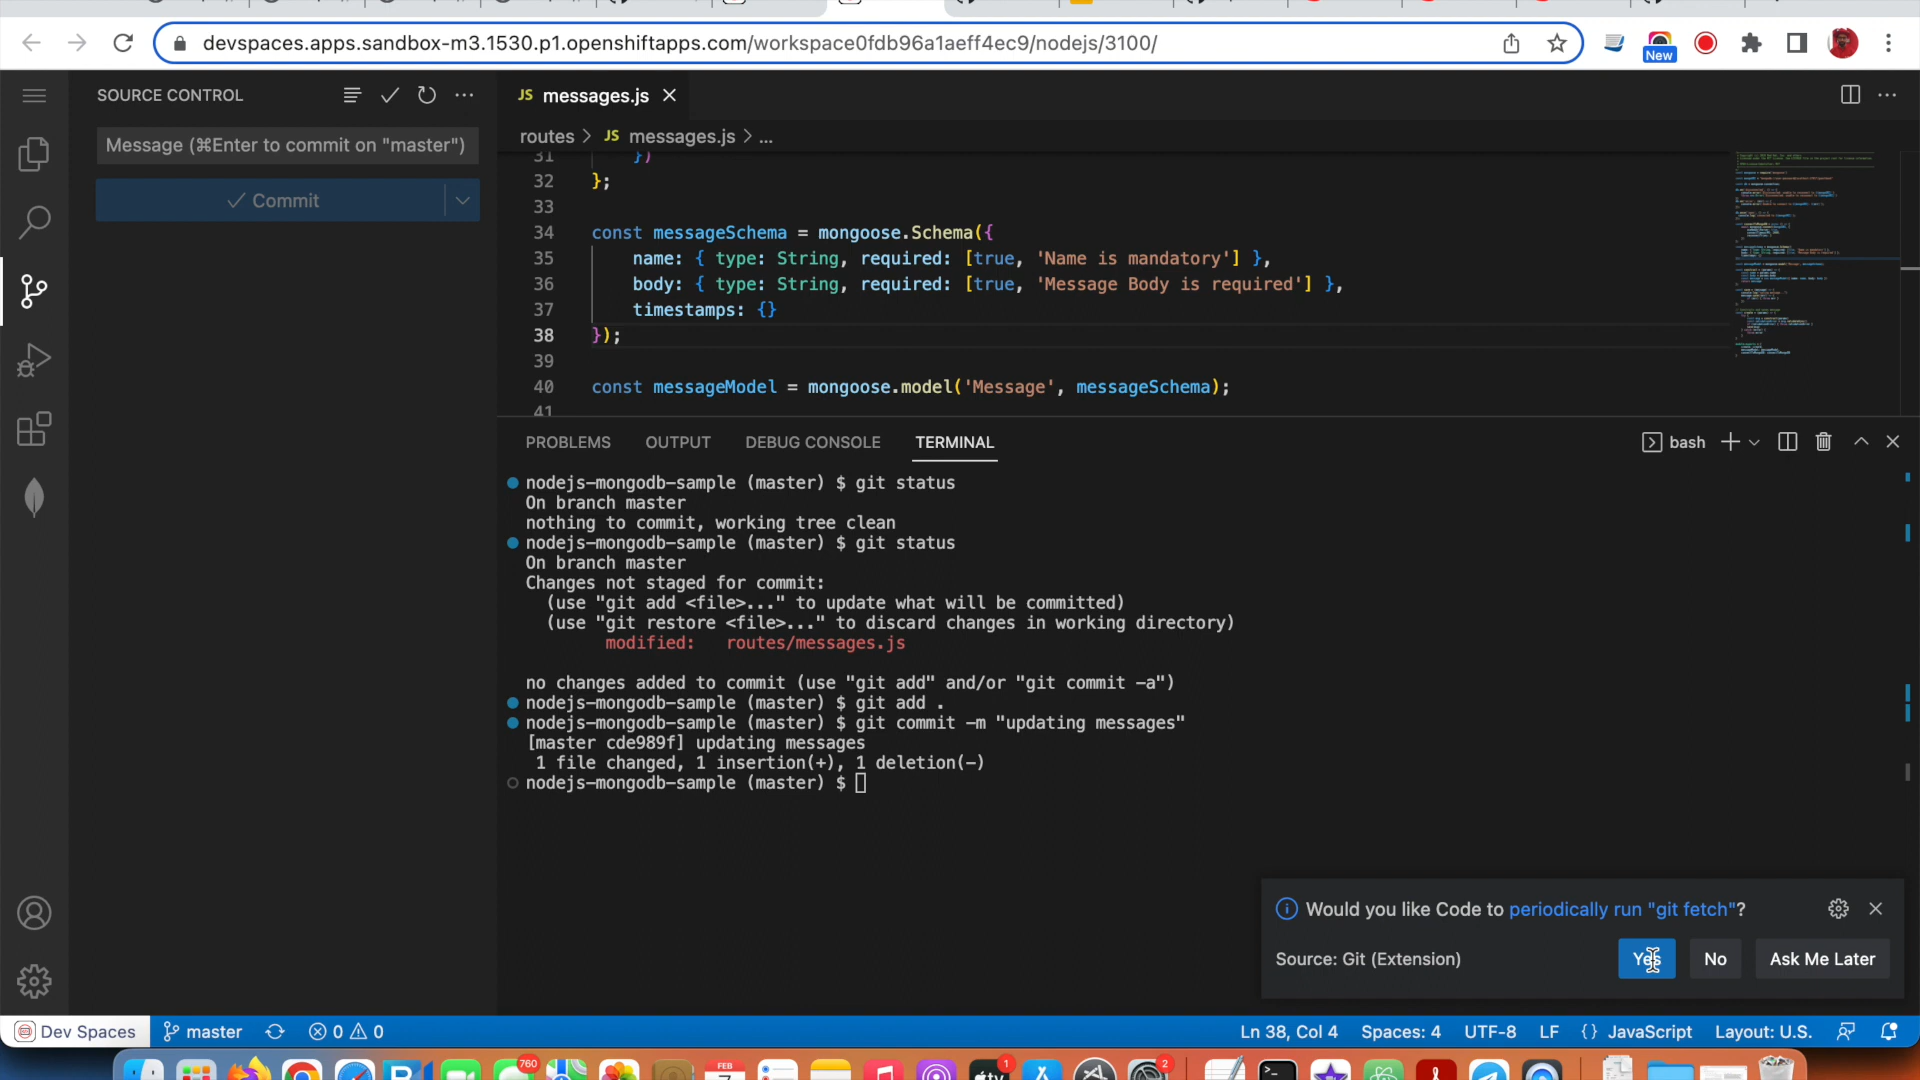 devspaces.apps.sandbox-m3.1530.p1.openshiftapps.com/workspace0fdb96a1aeff4ec9/nodejs/3100/
New
SOURCE CONTROL
Message (⌘Enter to commit on "master")
Commit
JS messages.js
routes > JS messages.js > ...
31 })
32 };
33
34 const messageSchema = mongoose.Schema({
35 name: { type: String, required: [true, 'Name is mandatory'] },
36 body: { type: String, required: [true, 'Message Body is required'] },
37 timestamps: {}
38 });
39
40 const messageModel = mongoose.model('Message', messageSchema);
41
PROBLEMS OUTPUT DEBUG CONSOLE TERMINAL
bash
nodejs-mongodb-sample (master) $ git status
On branch master
nothing to commit, working tree clean
nodejs-mongodb-sample (master) $ git status
On branch master
Changes not staged for commit:
(use "git add <file>..." to update what will be committed)
(use "git restore <file>..." to discard changes in working directory)
modified: routes/messages.js
no changes added to commit (use "git add" and/or "git commit -a")
nodejs-mongodb-sample (master) $ git add .
nodejs-mongodb-sample (master) $ git commit -m "updating messages"
[master cde989f] updating messages
1 file changed, 1 insertion(+), 1 deletion(-)
nodejs-mongodb-sample (master) $
Would you like Code to periodically run "git fetch"?
Source: Git (Extension)
Yes
No
Ask Me Later
Dev Spaces master 0 0
Ln 38, Col 4 Spaces: 4 UTF-8 LF {} JavaScript Layout: U.S.
760
FEB
1
2